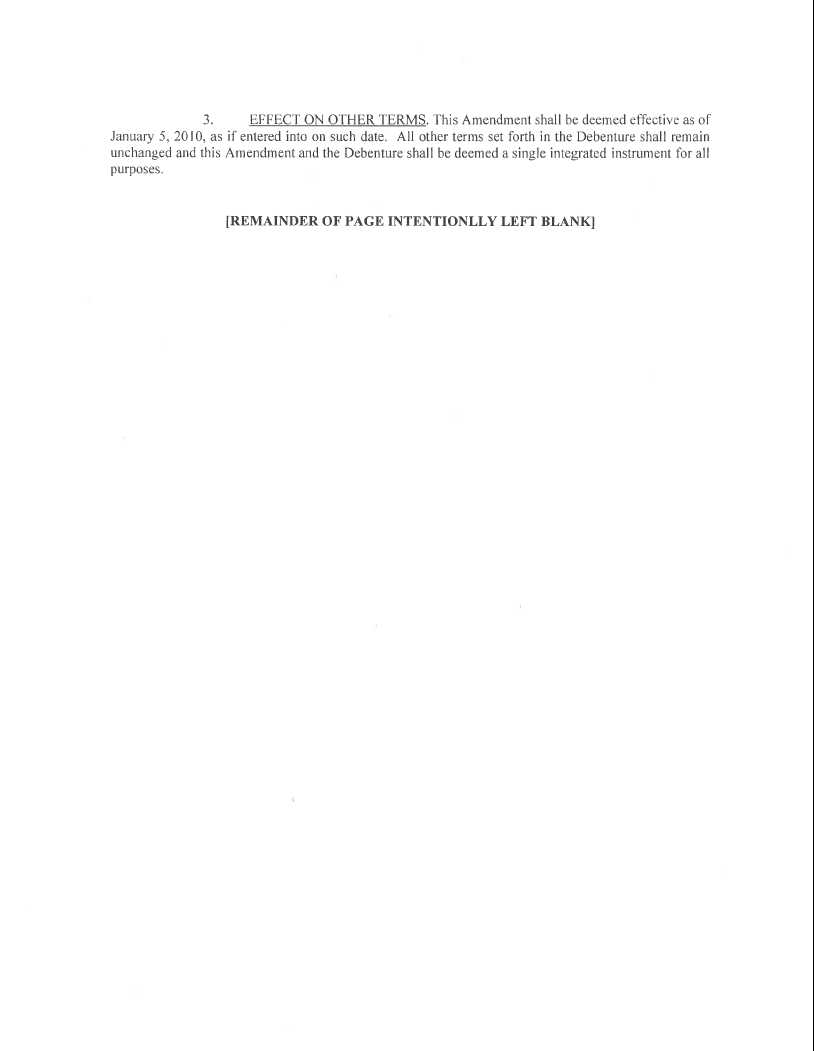 3. EFFECT ON OTHER TERMS. This Amendment shall be deemed effective as of
January 5, 2010, as if entered into on such date. All other terms set forth in the Debenture shall remain
unchanged and this Amendment and the Debenture shall be deemed a single integrated instrument for all
purposes.
[REMAINDER OF PAGE INTENTIONLLY LEFT BLANK]